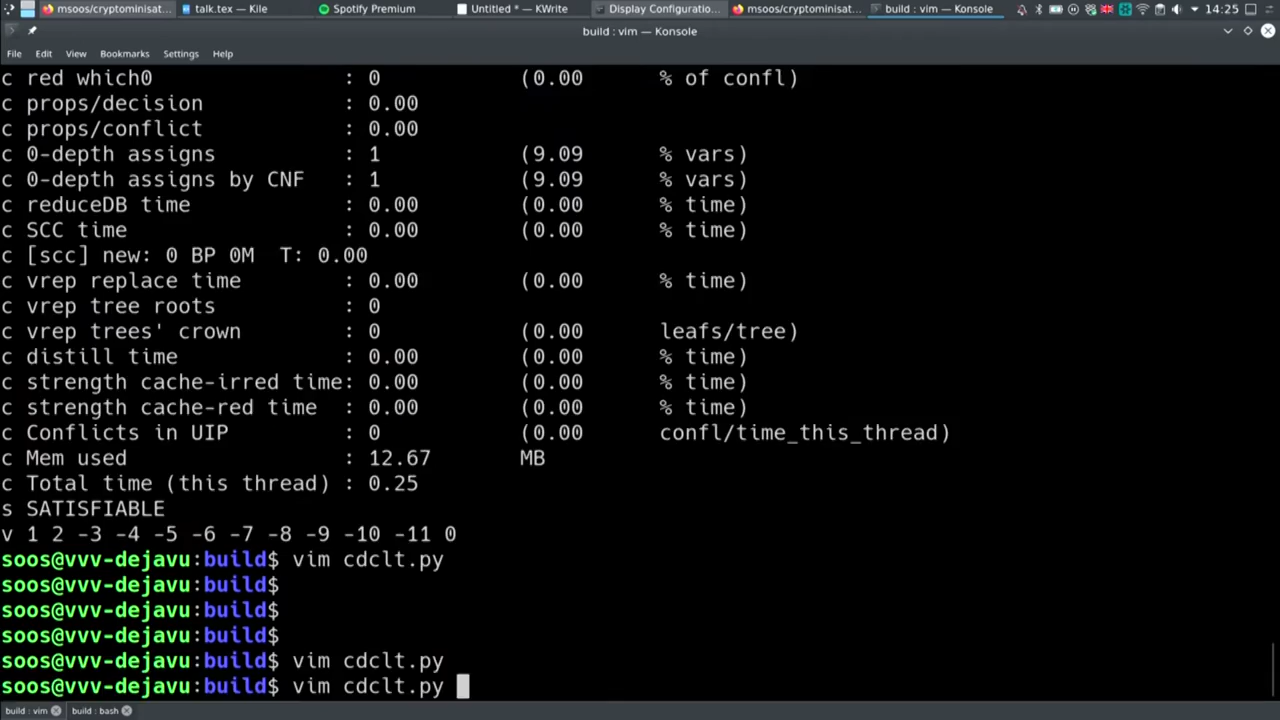 msoos/cryptominisat... talk.tex — Kile Spotify Premium Untitled * — KWrite Display Configuratio... msoos/cryptominisat... build : vim — Konsole 14:25
build : vim — Konsole
File Edit View Bookmarks Settings Help
c red which0 : 0 (0.00 % of confl)
c props/decision : 0.00
c props/conflict : 0.00
c 0-depth assigns : 1 (9.09 % vars)
c 0-depth assigns by CNF : 1 (9.09 % vars)
c reduceDB time : 0.00 (0.00 % time)
c SCC time : 0.00 (0.00 % time)
c [scc] new: 0 BP 0M T: 0.00
c vrep replace time : 0.00 (0.00 % time)
c vrep tree roots : 0
c vrep trees' crown : 0 (0.00 leafs/tree)
c distill time : 0.00 (0.00 % time)
c strength cache-irred time: 0.00 (0.00 % time)
c strength cache-red time : 0.00 (0.00 % time)
c Conflicts in UIP : 0 (0.00 confl/time_this_thread)
c Mem used : 12.67 MB
c Total time (this thread) : 0.25
s SATISFIABLE
v 1 2 -3 -4 -5 -6 -7 -8 -9 -10 -11 0
soos@vvv-dejavu:build$ vim cdclt.py
soos@vvv-dejavu:build$
soos@vvv-dejavu:build$
soos@vvv-dejavu:build$
soos@vvv-dejavu:build$ vim cdclt.py
soos@vvv-dejavu:build$ vim cdclt.py
build : vim build : bash